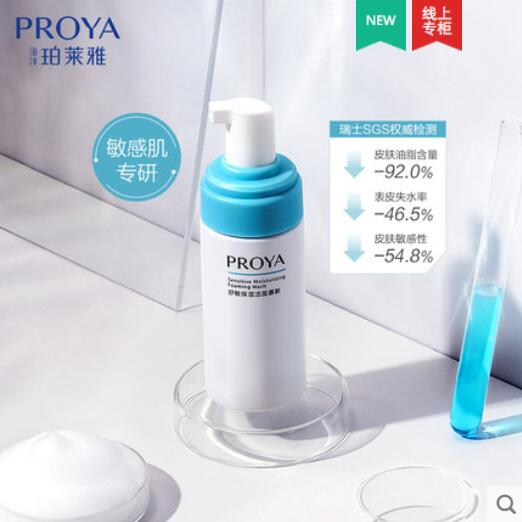 PROYA
海洋
珀莱雅
NEW
线上
专柜
敏感肌
专研
瑞士SGS权威检测
皮肤油脂含量
-92.0%
表皮失水率
-46.5%
皮肤敏感性
-54.8%
PROYA
Sensitive Moisturizing
Foaming Wash
舒敏保湿洁面慕斯